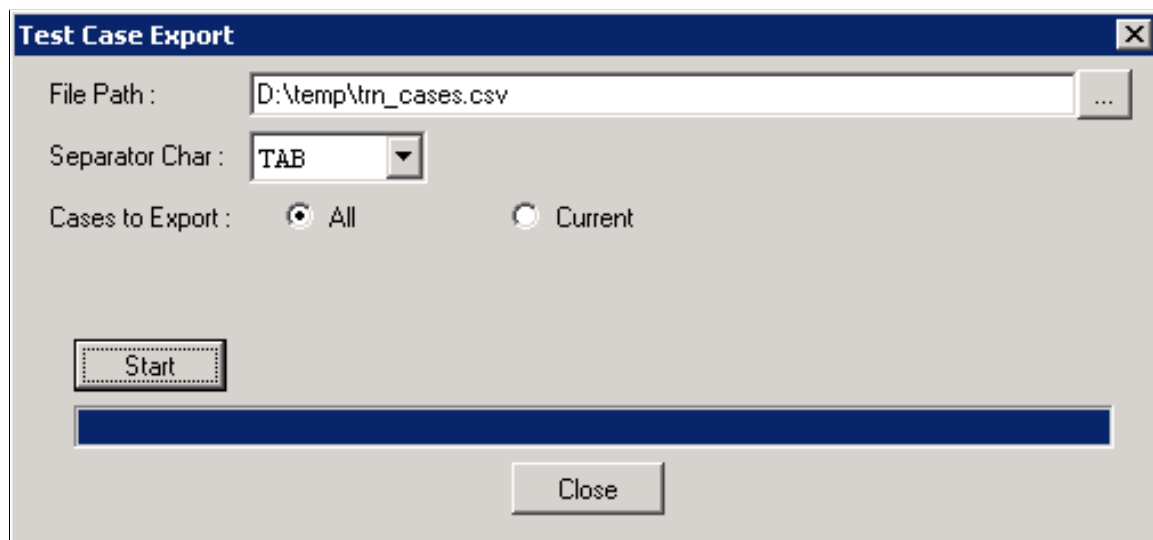 Test Case Export
File Path : D:\temp\trn_cases.csv ...
Separator Char : TAB
Cases to Export : All Current
Start
Close